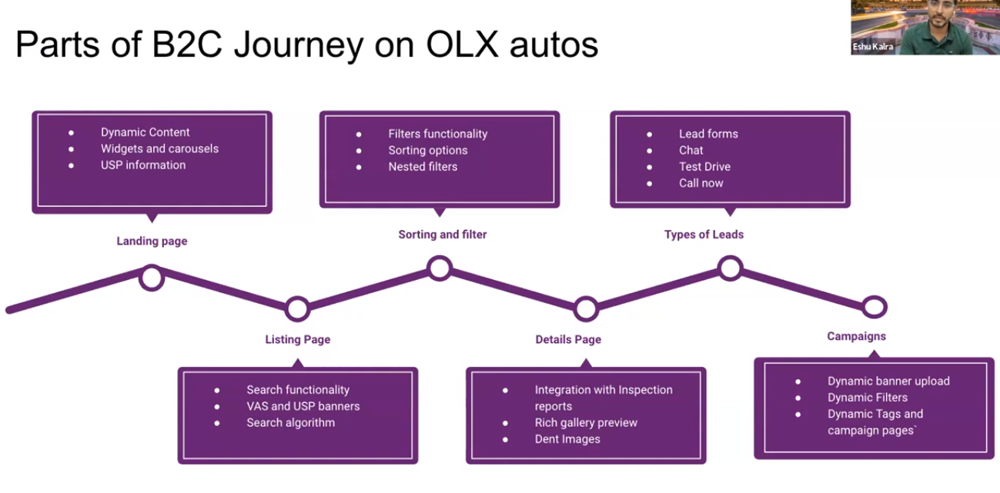 Parts of B2C Journey on OLX autos
Eshu Kalra
● Dynamic Content
● Widgets and carousels
● USP information
Landing page
● Search functionality
● VAS and USP banners
● Search algorithm
Listing Page
● Filters functionality
● Sorting options
● Nested filters
Sorting and filter
● Integration with Inspection
reports
● Rich gallery preview
● Dent Images
Details Page
● Lead forms
● Chat
● Test Drive
● Call now
Types of Leads
● Dynamic banner upload
● Dynamic Filters
● Dynamic Tags and
campaign pages`
Campaigns